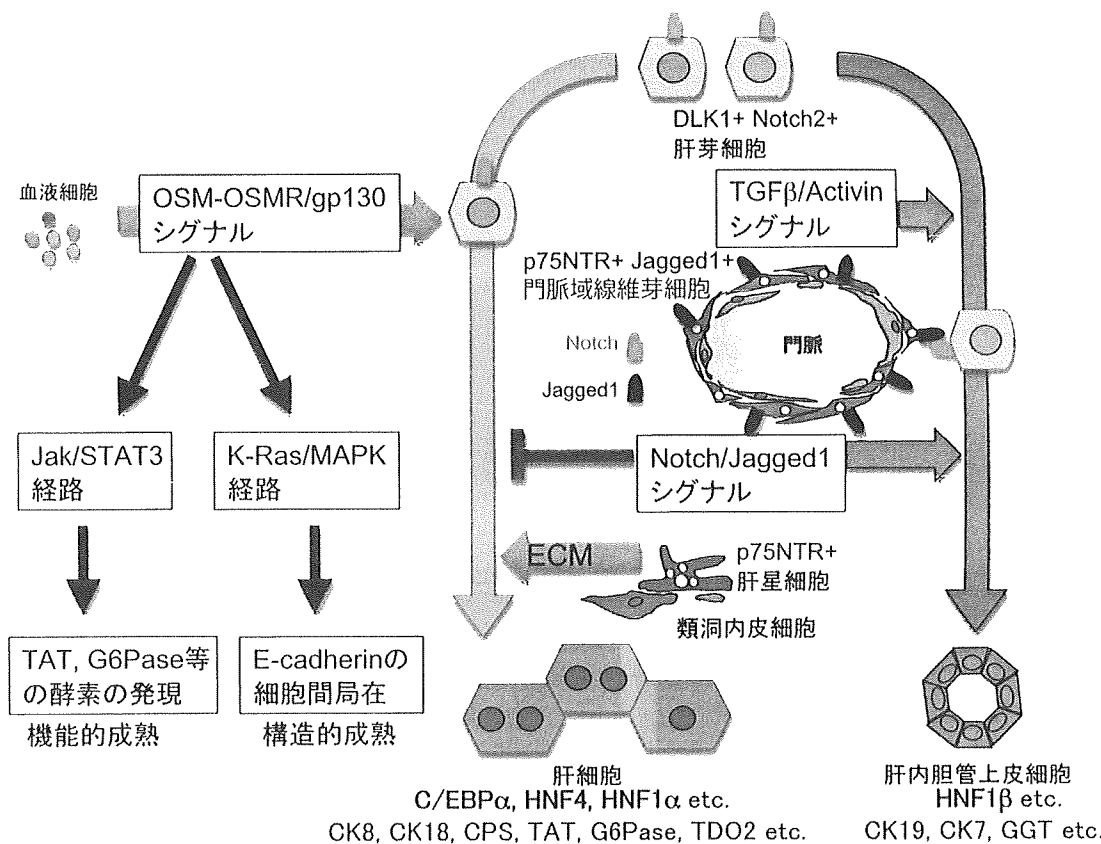 DLK1+ Notch2+
肝芽細胞
血液細胞
OSM-OSMR/gp130
シグナル
TGFβ/Activin
シグナル
p75NTR+ Jagged1+
門脈域線維芽細胞
Notch
Jagged1
門脈
Jak/STAT3
経路
K-Ras/MAPK
経路
Notch/Jagged1
シグナル
ECM
p75NTR+
肝星細胞
類洞内皮細胞
TAT, G6Pase等
の酵素の発現
機能的成熟
E-cadherinの
細胞間局在
構造的成熟
肝細胞
C/EBPα, HNF4, HNF1α etc.
CK8, CK18, CPS, TAT, G6Pase, TDO2 etc.
肝内胆管上皮細胞
HNF1β etc.
CK19, CK7, GGT etc.